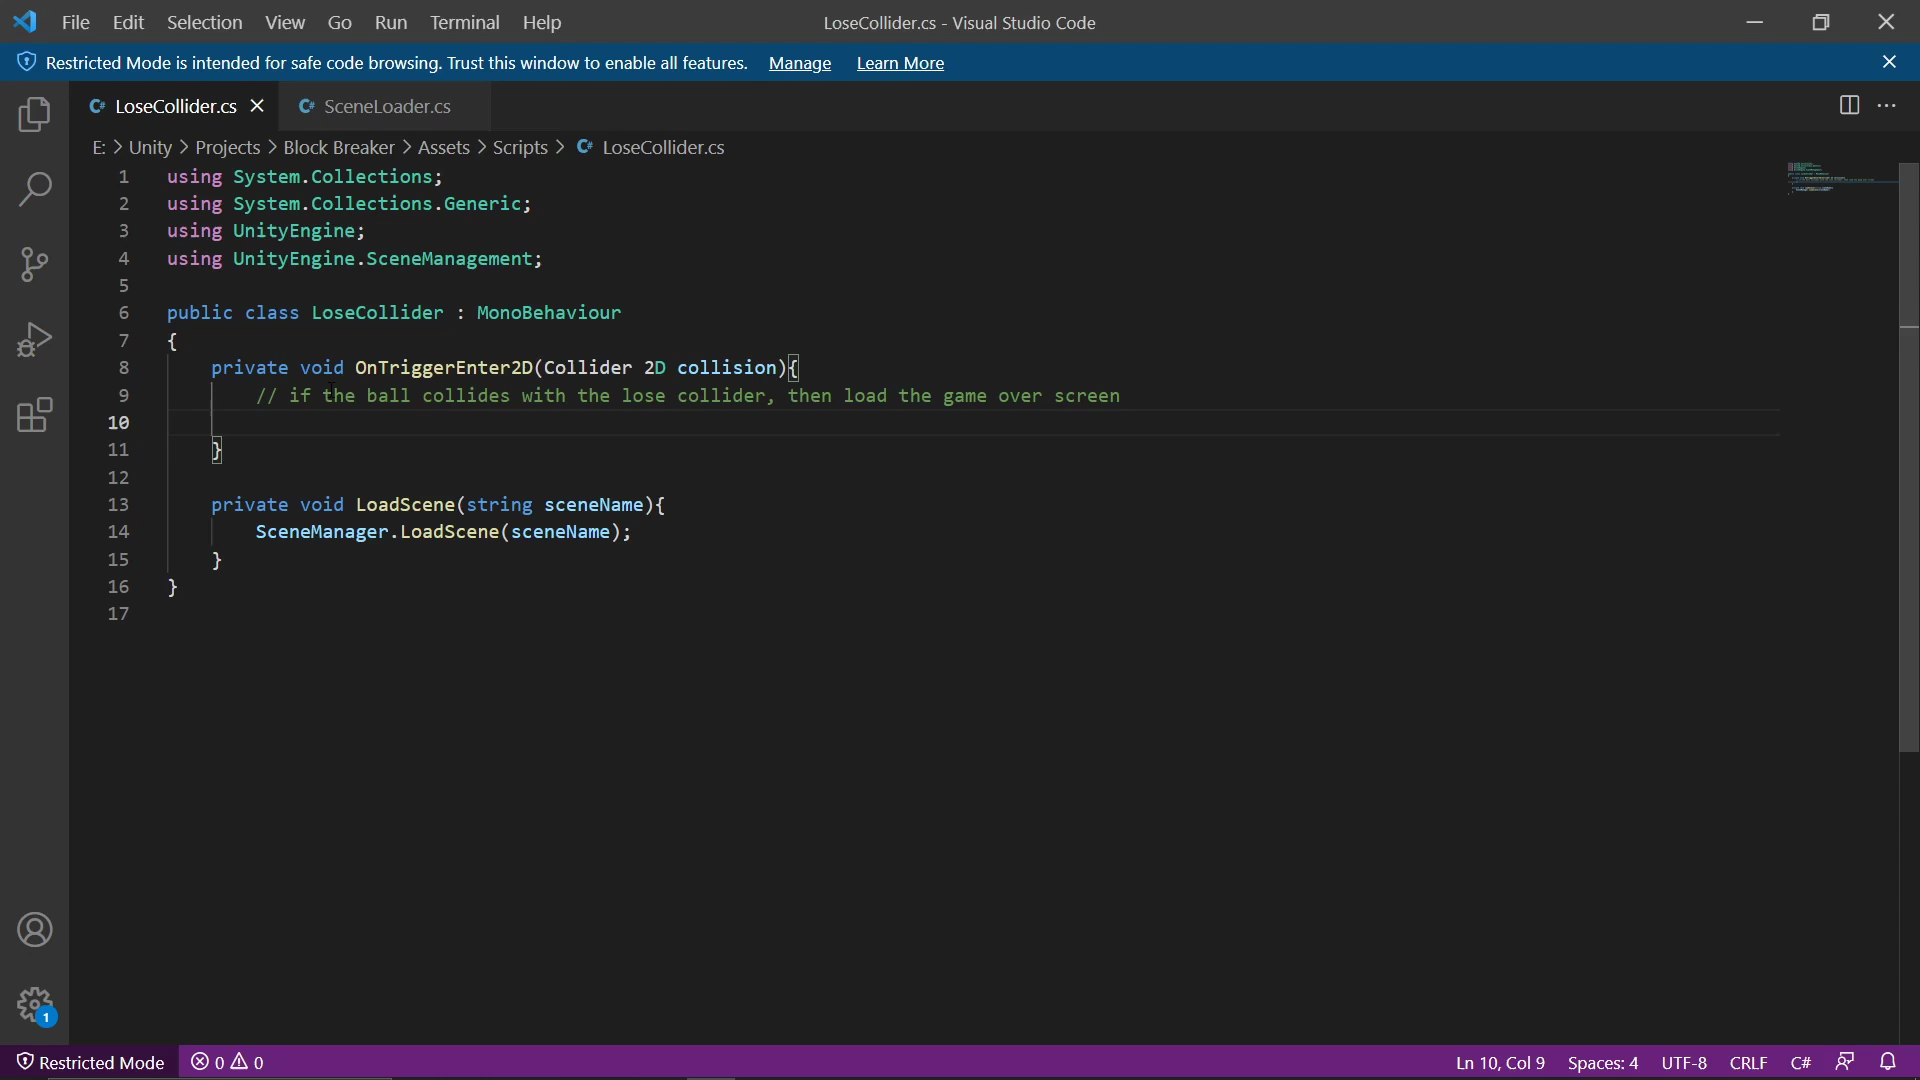 File Edit Selection View Go Run Terminal Help LoseCollider.cs - Visual Studio Code
Restricted Mode is intended for safe code browsing. Trust this window to enable all features. Manage Learn More
C# LoseCollider.cs C# SceneLoader.cs
E: > Unity > Projects > Block Breaker > Assets > Scripts > C# LoseCollider.cs
1 using System.Collections;
2 using System.Collections.Generic;
3 using UnityEngine;
4 using UnityEngine.SceneManagement;
5
6 public class LoseCollider : MonoBehaviour
7 {
8 private void OnTriggerEnter2D(Collider 2D collision){
9 // if the ball collides with the lose collider, then load the game over screen
10
11 }
12
13 private void LoadScene(string sceneName){
14 SceneManager.LoadScene(sceneName);
15 }
16 }
17
1
Restricted Mode 0 0 Ln 10, Col 9 Spaces: 4 UTF-8 CRLF C#